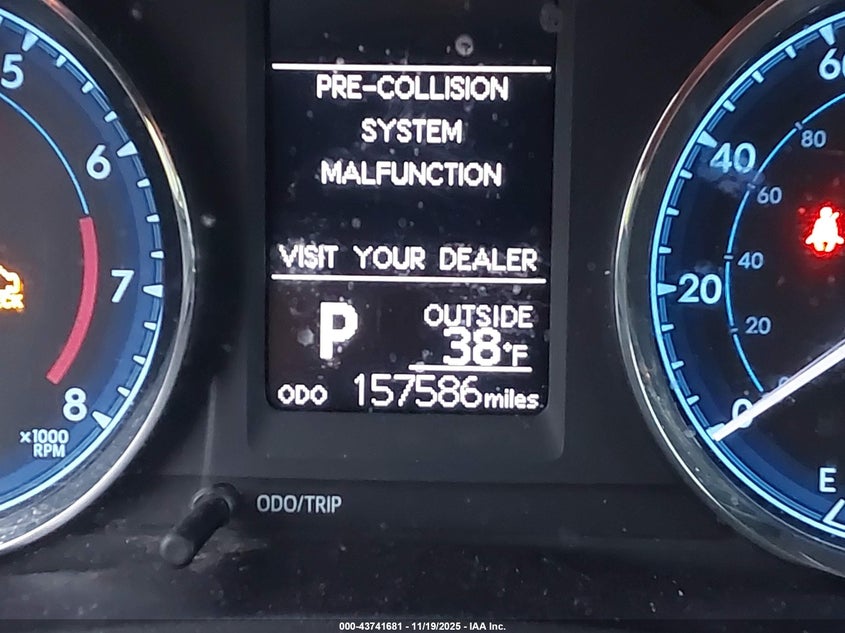 PRE-COLLISION
SYSTEM
MALFUNCTION
VISIT YOUR DEALER
P
OUTSIDE
38°F
ODO 157586 miles
ODO/TRIP
5
6
7
8
x1000
RPM
60
40
20
0
80
60
40
20
E
000-43741681 - 11/19/2025 - IAA Inc.